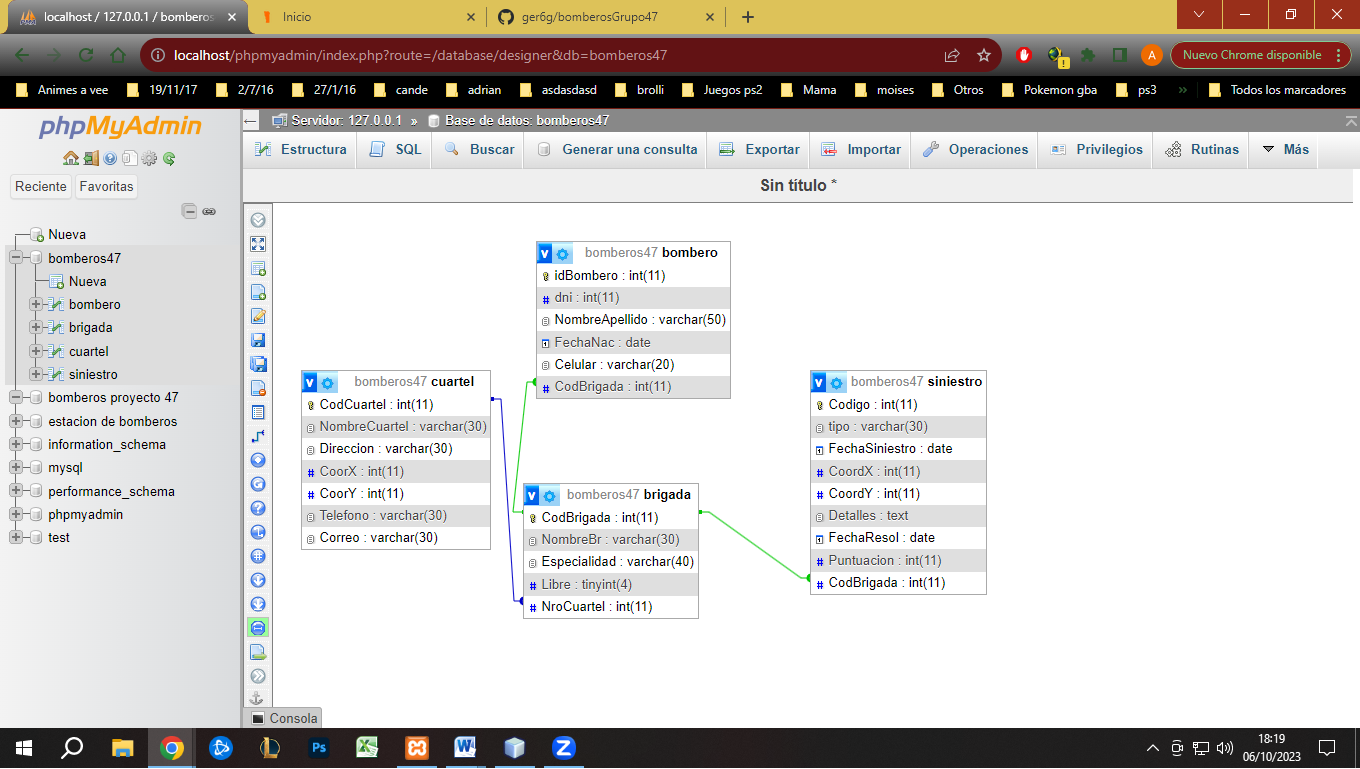 localhost / 127.0.0.1 / bomberos
Inicio
ger6g/bomberosGrupo47
localhost/phpmyadmin/index.php?route=/database/designer&db=bomberos47
A
Nuevo Chrome disponible
Animes a vee
19/11/17
2/7/16
27/1/16
cande
adrian
asdasdasd
brolli
Juegos ps2
Mama
moises
Otros
Pokemon gba
ps3
»
Todos los marcadores
phpMyAdmin
Reciente
Favoritas
Nueva
bomberos47
Nueva
bombero
brigada
cuartel
siniestro
bomberos proyecto 47
estacion de bomberos
information_schema
mysql
performance_schema
phpmyadmin
test
Servidor: 127.0.0.1 » Base de datos: bomberos47
Estructura
SQL
Buscar
Generar una consulta
Exportar
Importar
Operaciones
Privilegios
Rutinas
Más
Sin título *
bomberos47 bombero
idBombero : int(11)
dni : int(11)
NombreApellido : varchar(50)
FechaNac : date
Celular : varchar(20)
CodBrigada : int(11)
bomberos47 cuartel
CodCuartel : int(11)
NombreCuartel : varchar(30)
Direccion : varchar(30)
CoorX : int(11)
CoorY : int(11)
Telefono : varchar(30)
Correo : varchar(30)
bomberos47 brigada
CodBrigada : int(11)
NombreBr : varchar(30)
Especialidad : varchar(40)
Libre : tinyint(4)
NroCuartel : int(11)
bomberos47 siniestro
Codigo : int(11)
tipo : varchar(30)
FechaSiniestro : date
CoordX : int(11)
CoordY : int(11)
Detalles : text
FechaResol : date
Puntuacion : int(11)
CodBrigada : int(11)
Consola
18:19
06/10/2023